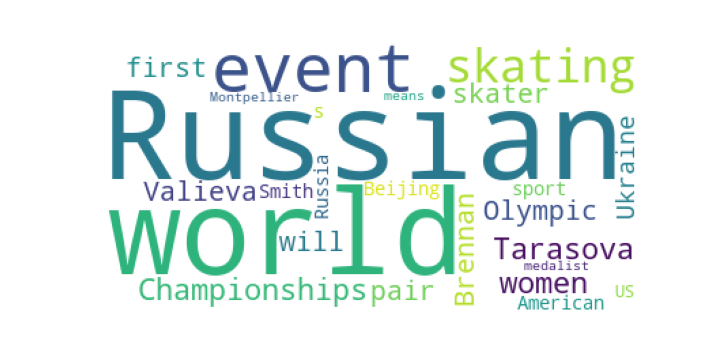 first
event
skating
Montpellier
means
skater
s
Russian
Ukraine
Russia
Valieva
Smith
Beijing
sport
world
will
Brennan
Olympic
Tarasova
medalist
Championships
pair
women
American
US